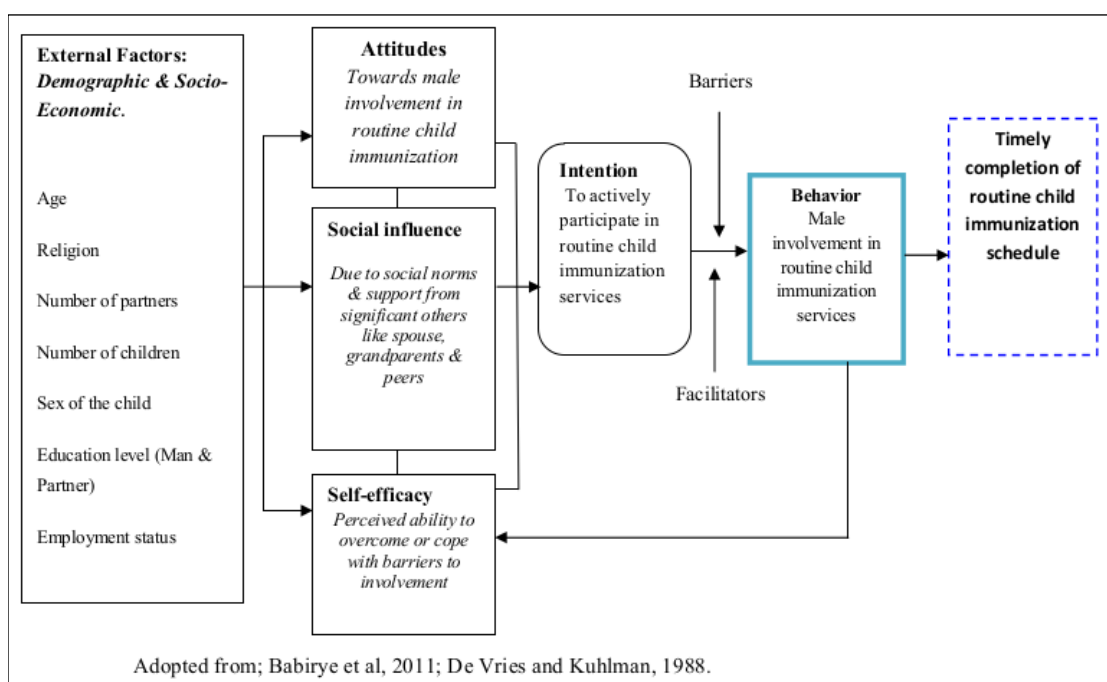 External Factors:
Demographic & Socio-
Economic.
Age
Religion
Number of partners
Number of children
Sex of the child
Education level (Man &
Partner)
Employment status
Attitudes
Towards male
involvement in
routine child
immunization
Social influence
Due to social norms
& support from
significant others
like spouse,
grandparents &
peers
Self-efficacy
Perceived ability to
overcome or cope
with barriers to
involvement
Intention
To actively
participate in
routine child
immunization
services
Barriers
Facilitators
Behavior
Male
involvement in
routine child
immunization
services
Timely
completion of
routine child
immunization
schedule
Adopted from; Babirye et al, 2011; De Vries and Kuhlman, 1988.